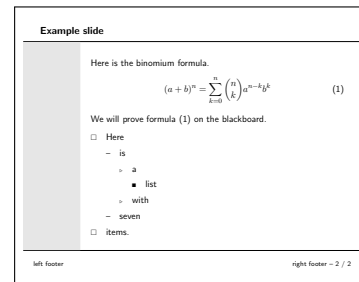 Example slide
Here is the binomium formula.
(a + b)^n = \sum_{k=0}^{n} \binom{n}{k} a^{n-k} b^k (1)
We will prove formula (1) on the blackboard.
□ Here
– is
▹ a
■ list
▹ with
– seven
□ items.
left footer right footer – 2 / 2